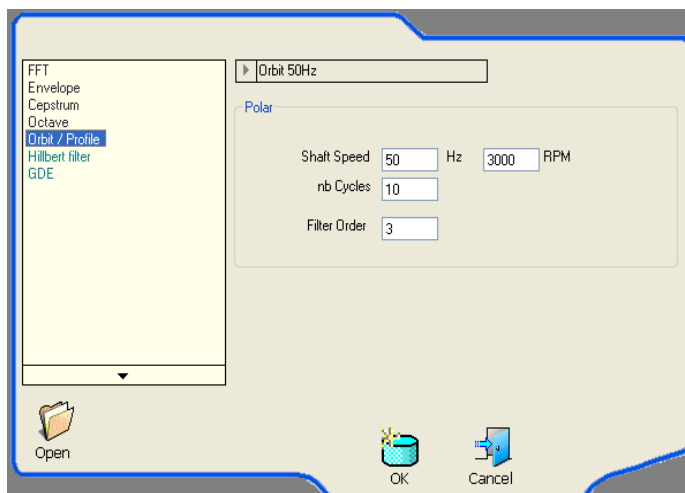 FFT
Envelope
Cepstrum
Octave
Orbit / Profile
Hillbert filter
GDE
Orbit 50Hz
Polar
Shaft Speed 50 Hz 3000 RPM
nb Cycles 10
Filter Order 3
Open
OK
Cancel